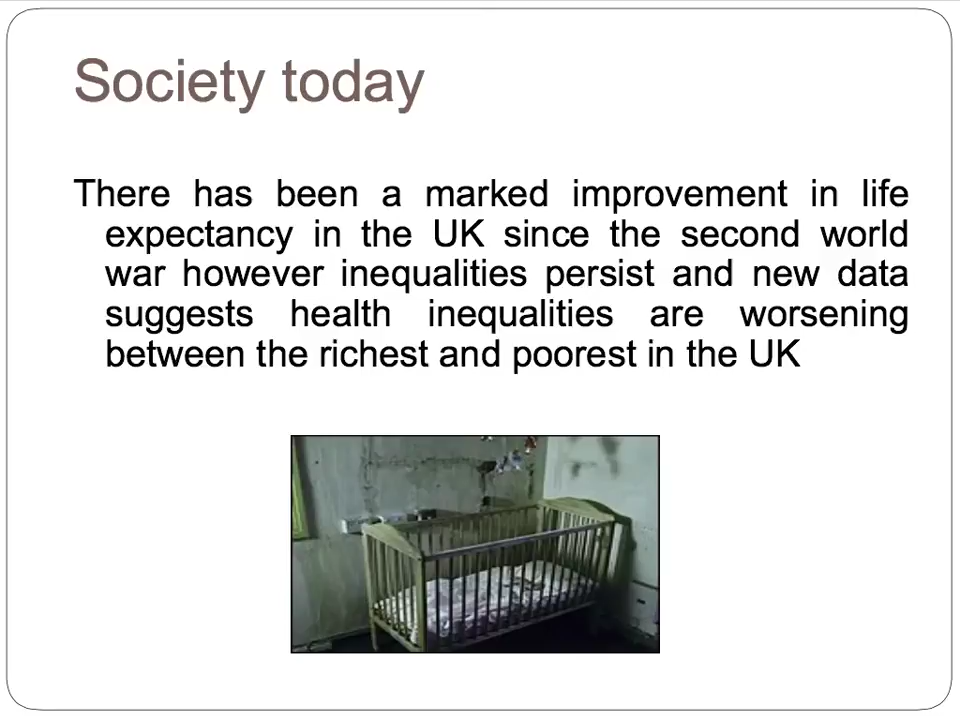 Society today
There has been a marked improvement in life
expectancy in the UK since the second world
war however inequalities persist and new data
suggests health inequalities are worsening
between the richest and poorest in the UK